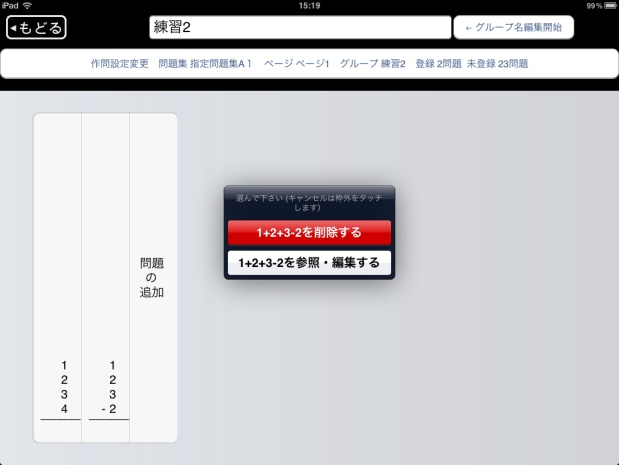 iPad
15:19
99%
もどる
練習2
←グループ名編集開始
作問設定変更 問題集 指定問題集A1 ページ ページ1 グループ 練習2 登録 2問題 未登録 23問題
選んで下さい (キャンセルは枠外をタッチ
します)
1+2+3-2を削除する
1+2+3-2を参照・編集する
問題
の
追加
1 1
2 2
3 3
4 - 2